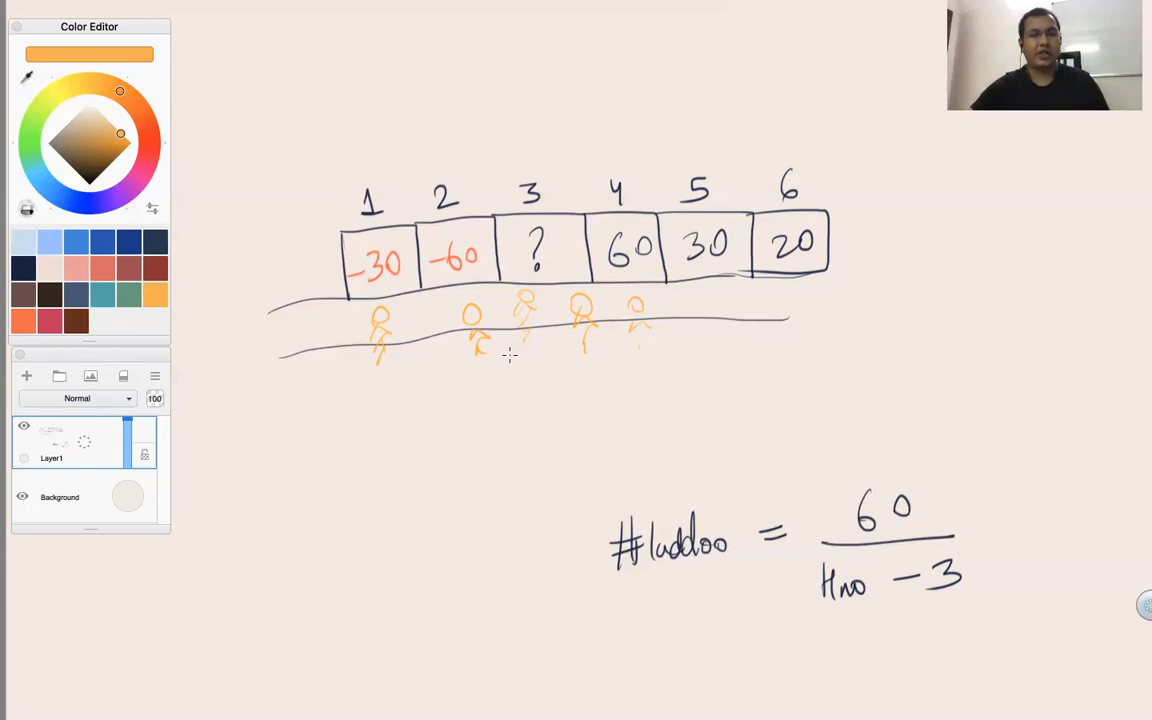 Color Editor
1 2 3 4 5 6
-30 -60 ? 60 30 20
Normal
100
Layer1
Background
#laddoo = 60
Hno - 3